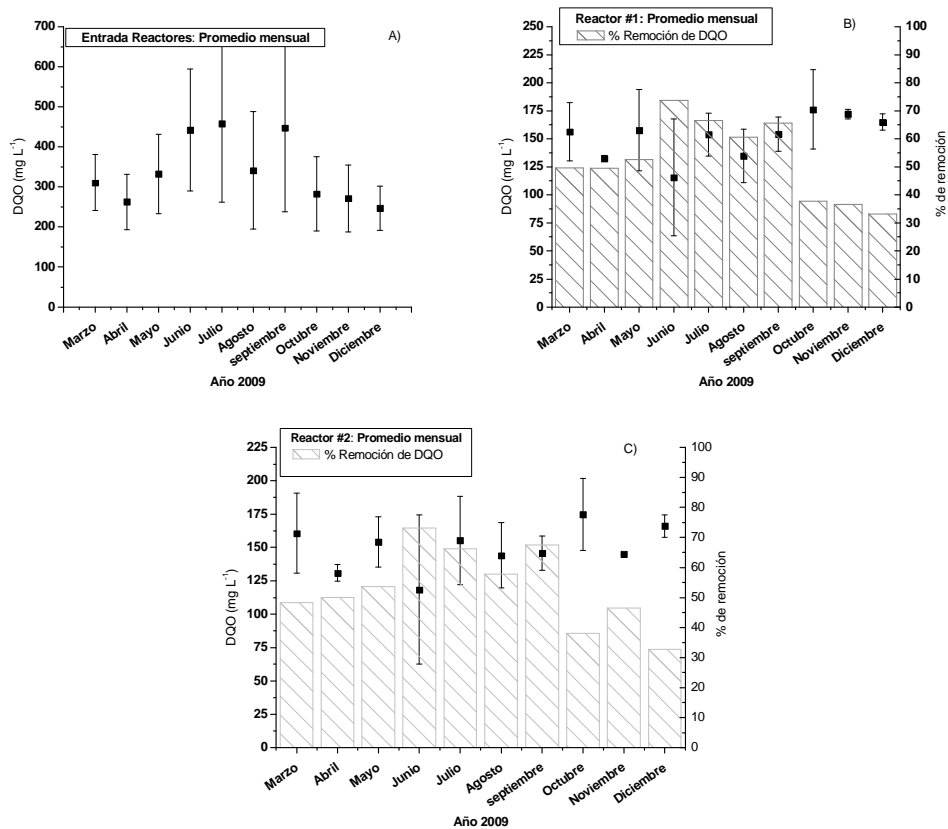 Entrada Reactores: Promedio mensual
A)
DQO (mg L⁻¹)
700
600
500
400
300
200
100
0
Marzo
Abril
Mayo
Junio
Julio
Agosto
septiembre
Octubre
Noviembre
Diciembre
Año 2009
Reactor #1: Promedio mensual
% Remoción de DQO
B)
DQO (mg L⁻¹)
250
225
200
175
150
125
100
75
50
25
0
100
90
80
70
60
50
40
30
20
10
0
% de remoción
Marzo
Abril
Mayo
Junio
Julio
Agosto
septiembre
Octubre
Noviembre
Diciembre
Año 2009
Reactor #2: Promedio mensual
% Remoción de DQO
C)
DQO (mg L⁻¹)
225
200
175
150
125
100
75
50
25
0
100
90
80
70
60
50
40
30
20
10
0
% de remoción
Marzo
Abril
Mayo
Junio
Julio
Agosto
septiembre
Octubre
Noviembre
Diciembre
Año 2009